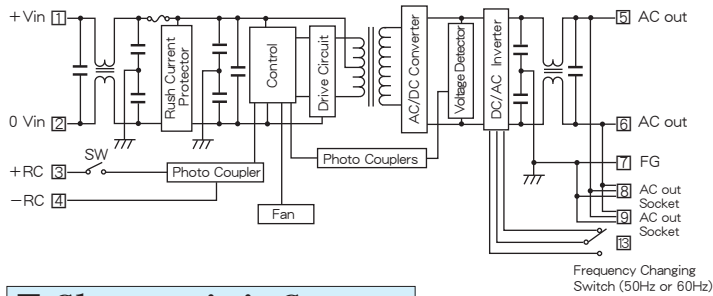 +Vin 1
Rush Current
Protector
Control
Drive Circuit
AC/DC Converter
Voltage Detector
DC/AC Inverter
5 AC out
0 Vin 2
6 AC out
SW
+RC 3
Photo Coupler
Photo Couplers
7 FG
-RC 4
8 AC out
Socket
Fan
9 AC out
Socket
13
Frequency Changing
Switch (50Hz or 60Hz)